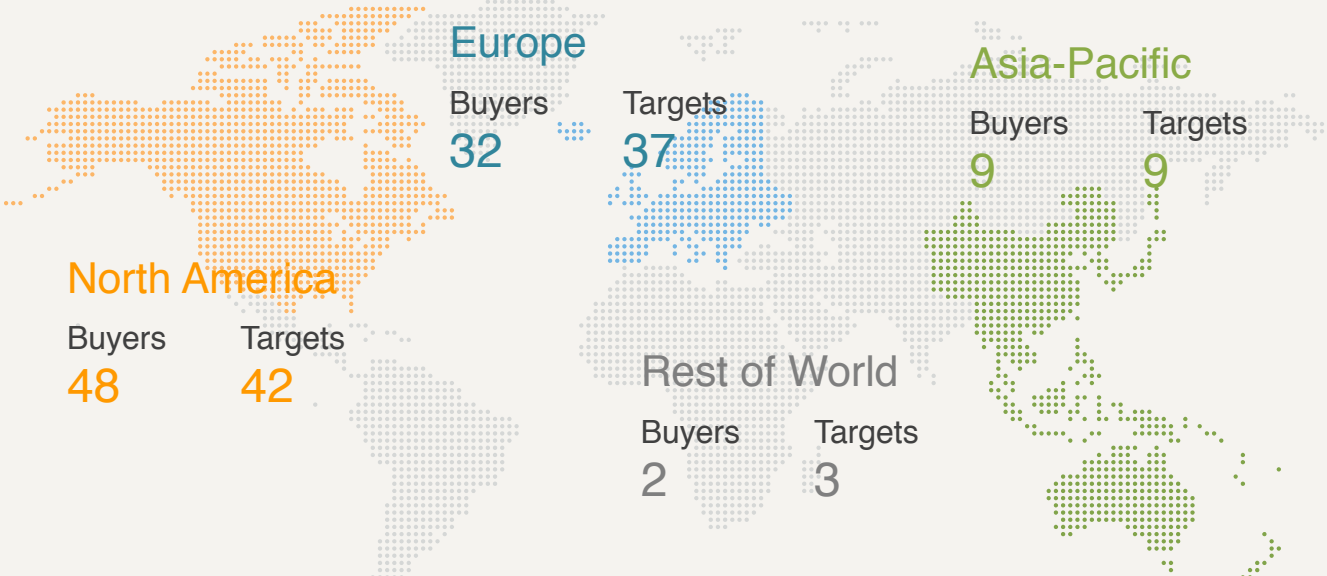 Europe
Buyers Targets
32 37
Asia-Pacific
Buyers Targets
9 9
North America
Buyers Targets
48 42
Rest of World
Buyers Targets
2 3